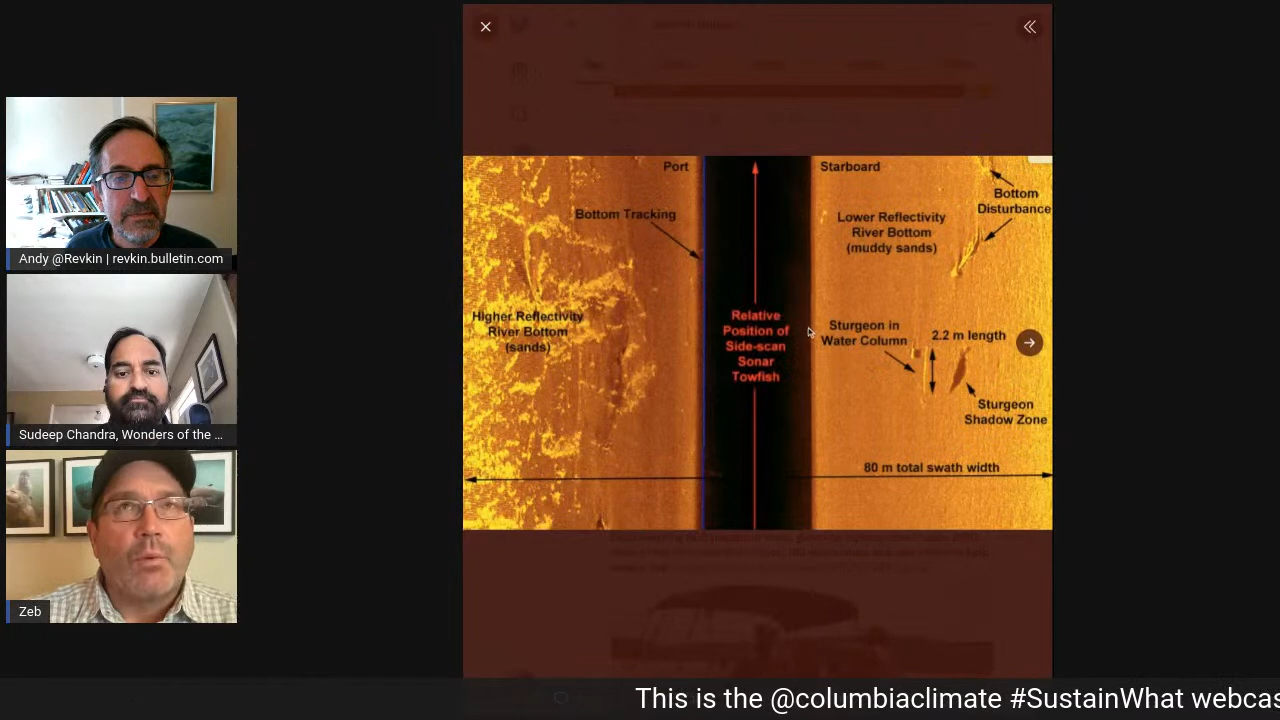 Andy @Revkin | revkin.bulletin.com
Sudeep Chandra, Wonders of the ...
Zeb
Port
Starboard
Bottom Tracking
Lower Reflectivity
River Bottom
(muddy sands)
Bottom
Disturbance
Higher Reflectivity
River Bottom
(sands)
Relative
Position of
Side-scan
Sonar
Towfish
Sturgeon in
Water Column
2.2 m length
Sturgeon
Shadow Zone
80 m total swath width
This is the @columbiaclimate #SustainWhat webcas